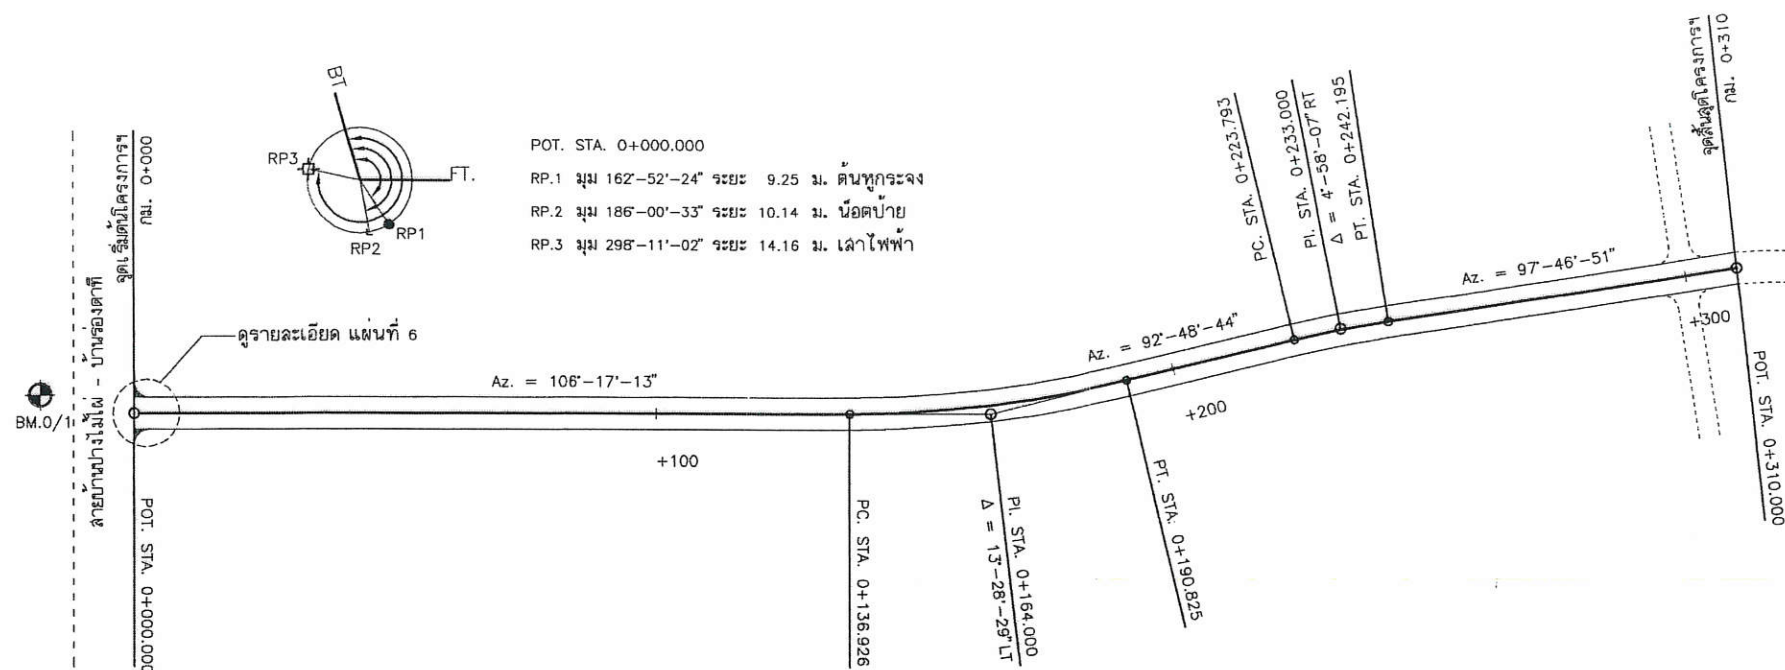 BT
FT.
RP3
RP2
RP1
POT. STA. 0+000.000
RP.1 มุม 162°-52'-24" ระยะ 9.25 ม. ต้นหูกระจง
RP.2 มุม 186°-00'-33" ระยะ 10.14 ม. น๊อตป้าย
RP.3 มุม 298°-11'-02" ระยะ 14.16 ม. เสาไฟฟ้า
จุดเริ่มต้นโครงการฯ
กม. 0+000
ดูรายละเอียด แผ่นที่ 6
BM.0/1
สายบ้านปางไม้ไผ่ - บ้านรองตาที
POT. STA. 0+000.000
Az. = 106°-17'-13"
+100
PC. STA. 0+136.926
PI. STA. 0+164.000
Δ = 13°-28'-29" LT
PT. STA. 0+190.825
Az. = 92°-48'-44"
+200
PC. STA. 0+223.793
PI. STA. 0+233.000
Δ = 4°-58'-07" RT
PT. STA. 0+242.195
Az. = 97°-46'-51"
+300
จุดสิ้นสุดโครงการฯ
กม. 0+310
POT. STA. 0+310.000